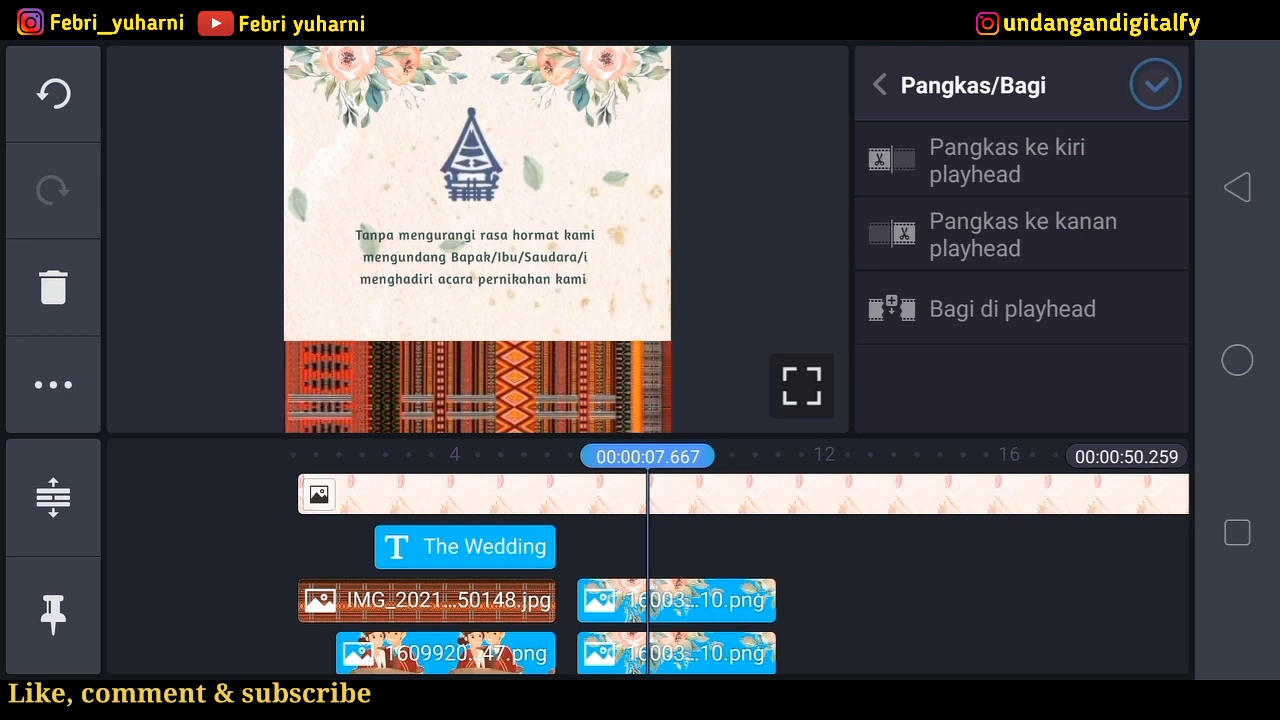 Febri_yuharni
Febri yuharni
undangandigitalfy
Pangkas/Bagi
Pangkas ke kiri
playhead
Pangkas ke kanan
playhead
Bagi di playhead
Tanpa mengurangi rasa hormat kami
mengundang Bapak/Ibu/Saudara/i
menghadiri acara pernikahan kami
4
00:00:07.667
12
16
00:00:50.259
T The Wedding
IMG_2021...50148.jpg
16003...10.png
1609920...47.png
16003...10.png
Like, comment & subscribe